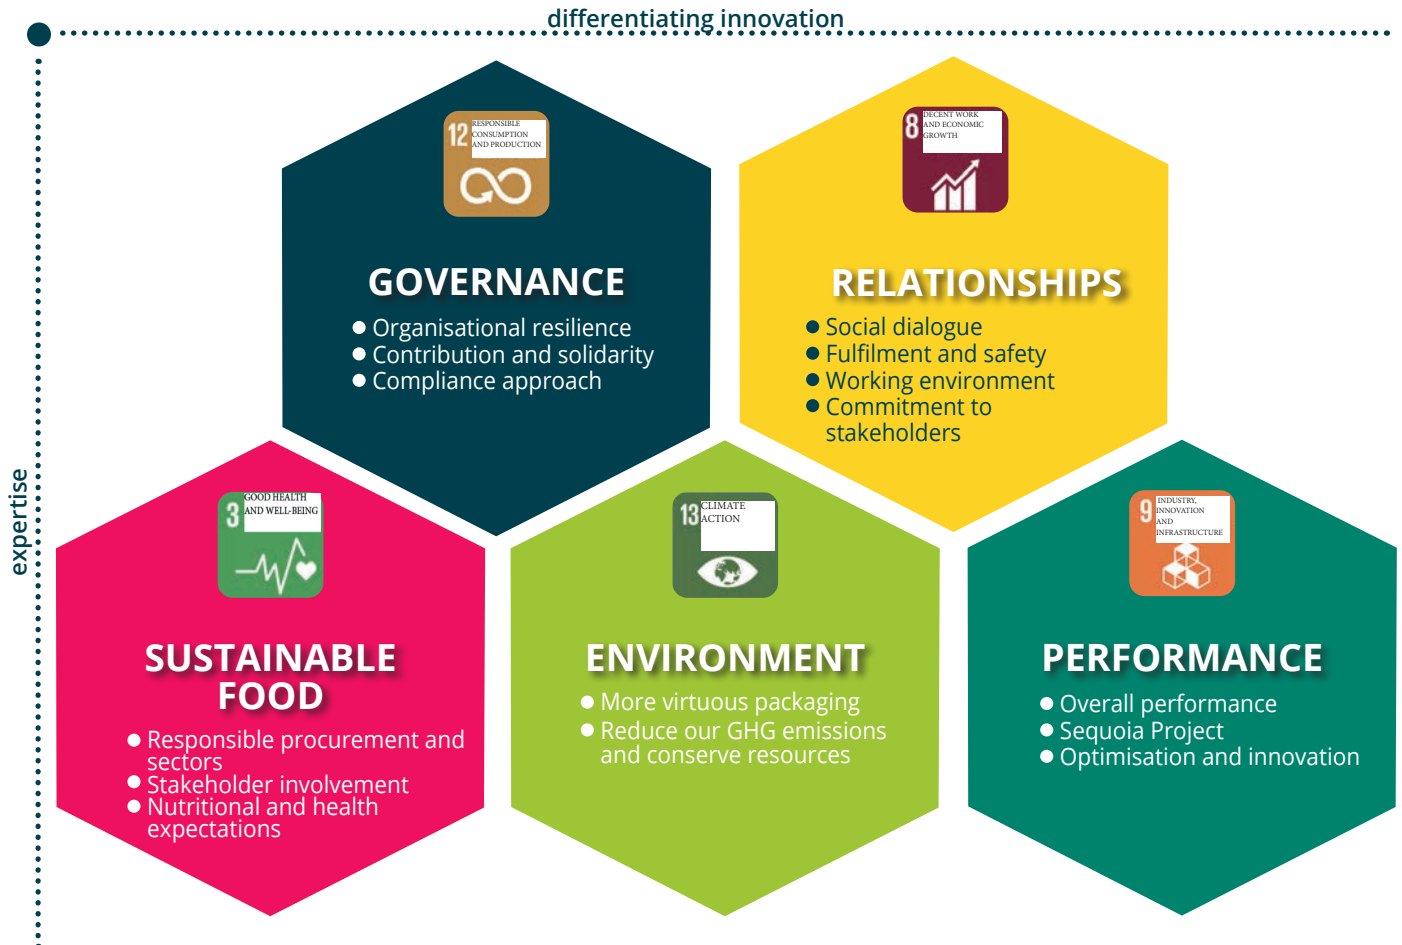 differentiating innovation
expertise
12
RESPONSIBLE
CONSUMPTION
AND PRODUCTION
GOVERNANCE
Organisational resilience
Contribution and solidarity
Compliance approach
8
DECENT WORK
AND ECONOMIC
GROWTH
RELATIONSHIPS
Social dialogue
Fulfilment and safety
Working environment
Commitment to
stakeholders
3
GOOD HEALTH
AND WELL-BEING
SUSTAINABLE
FOOD
Responsible procurement and
sectors
Stakeholder involvement
Nutritional and health
expectations
13
CLIMATE
ACTION
ENVIRONMENT
More virtuous packaging
Reduce our GHG emissions
and conserve resources
9
INDUSTRY,
INNOVATION
AND
INFRASTRUCTURE
PERFORMANCE
Overall performance
Sequoia Project
Optimisation and innovation